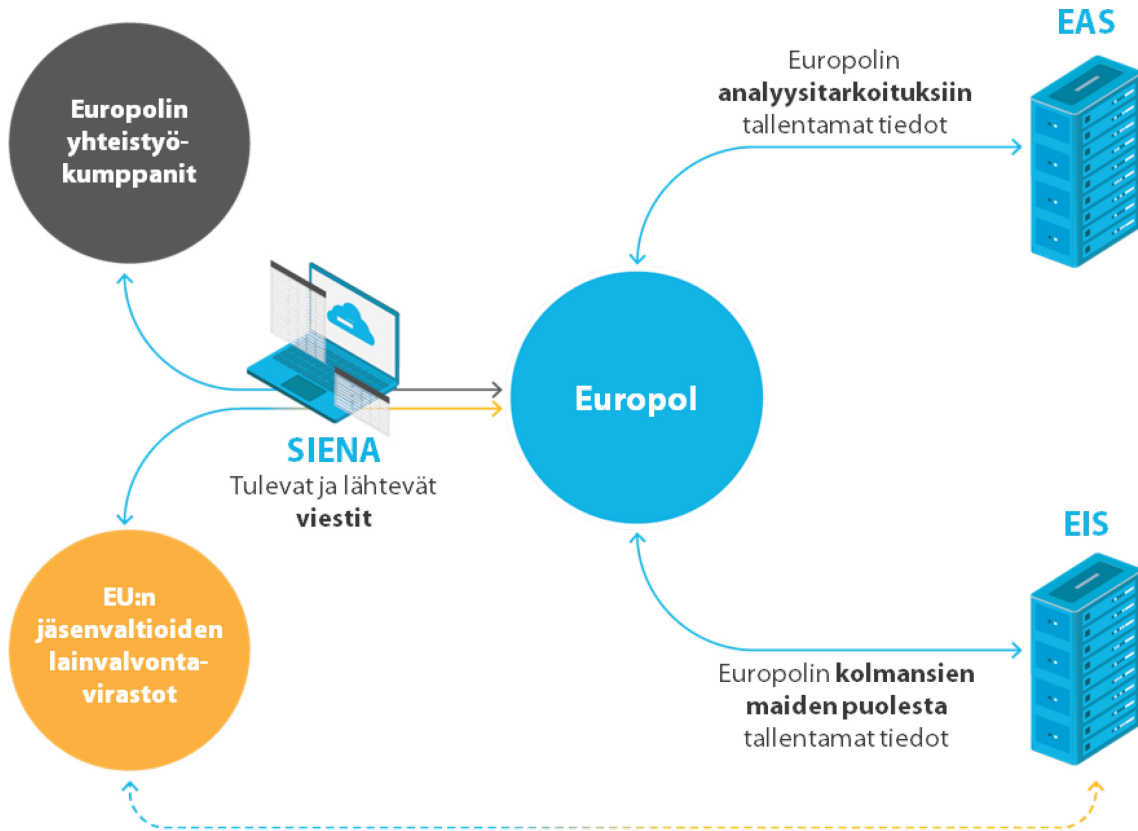 Europolin
yhteistyö-
kumppanit
EAS
Europolin
analyysitarkoituksiin
tallentamat tiedot
SIENA
Tulevat ja lähtevät
viestit
Europol
EU:n
jäsenvaltioiden
lainvalvonta-
virastot
EIS
Europolin kolmansien
maiden puolesta
tallentamat tiedot